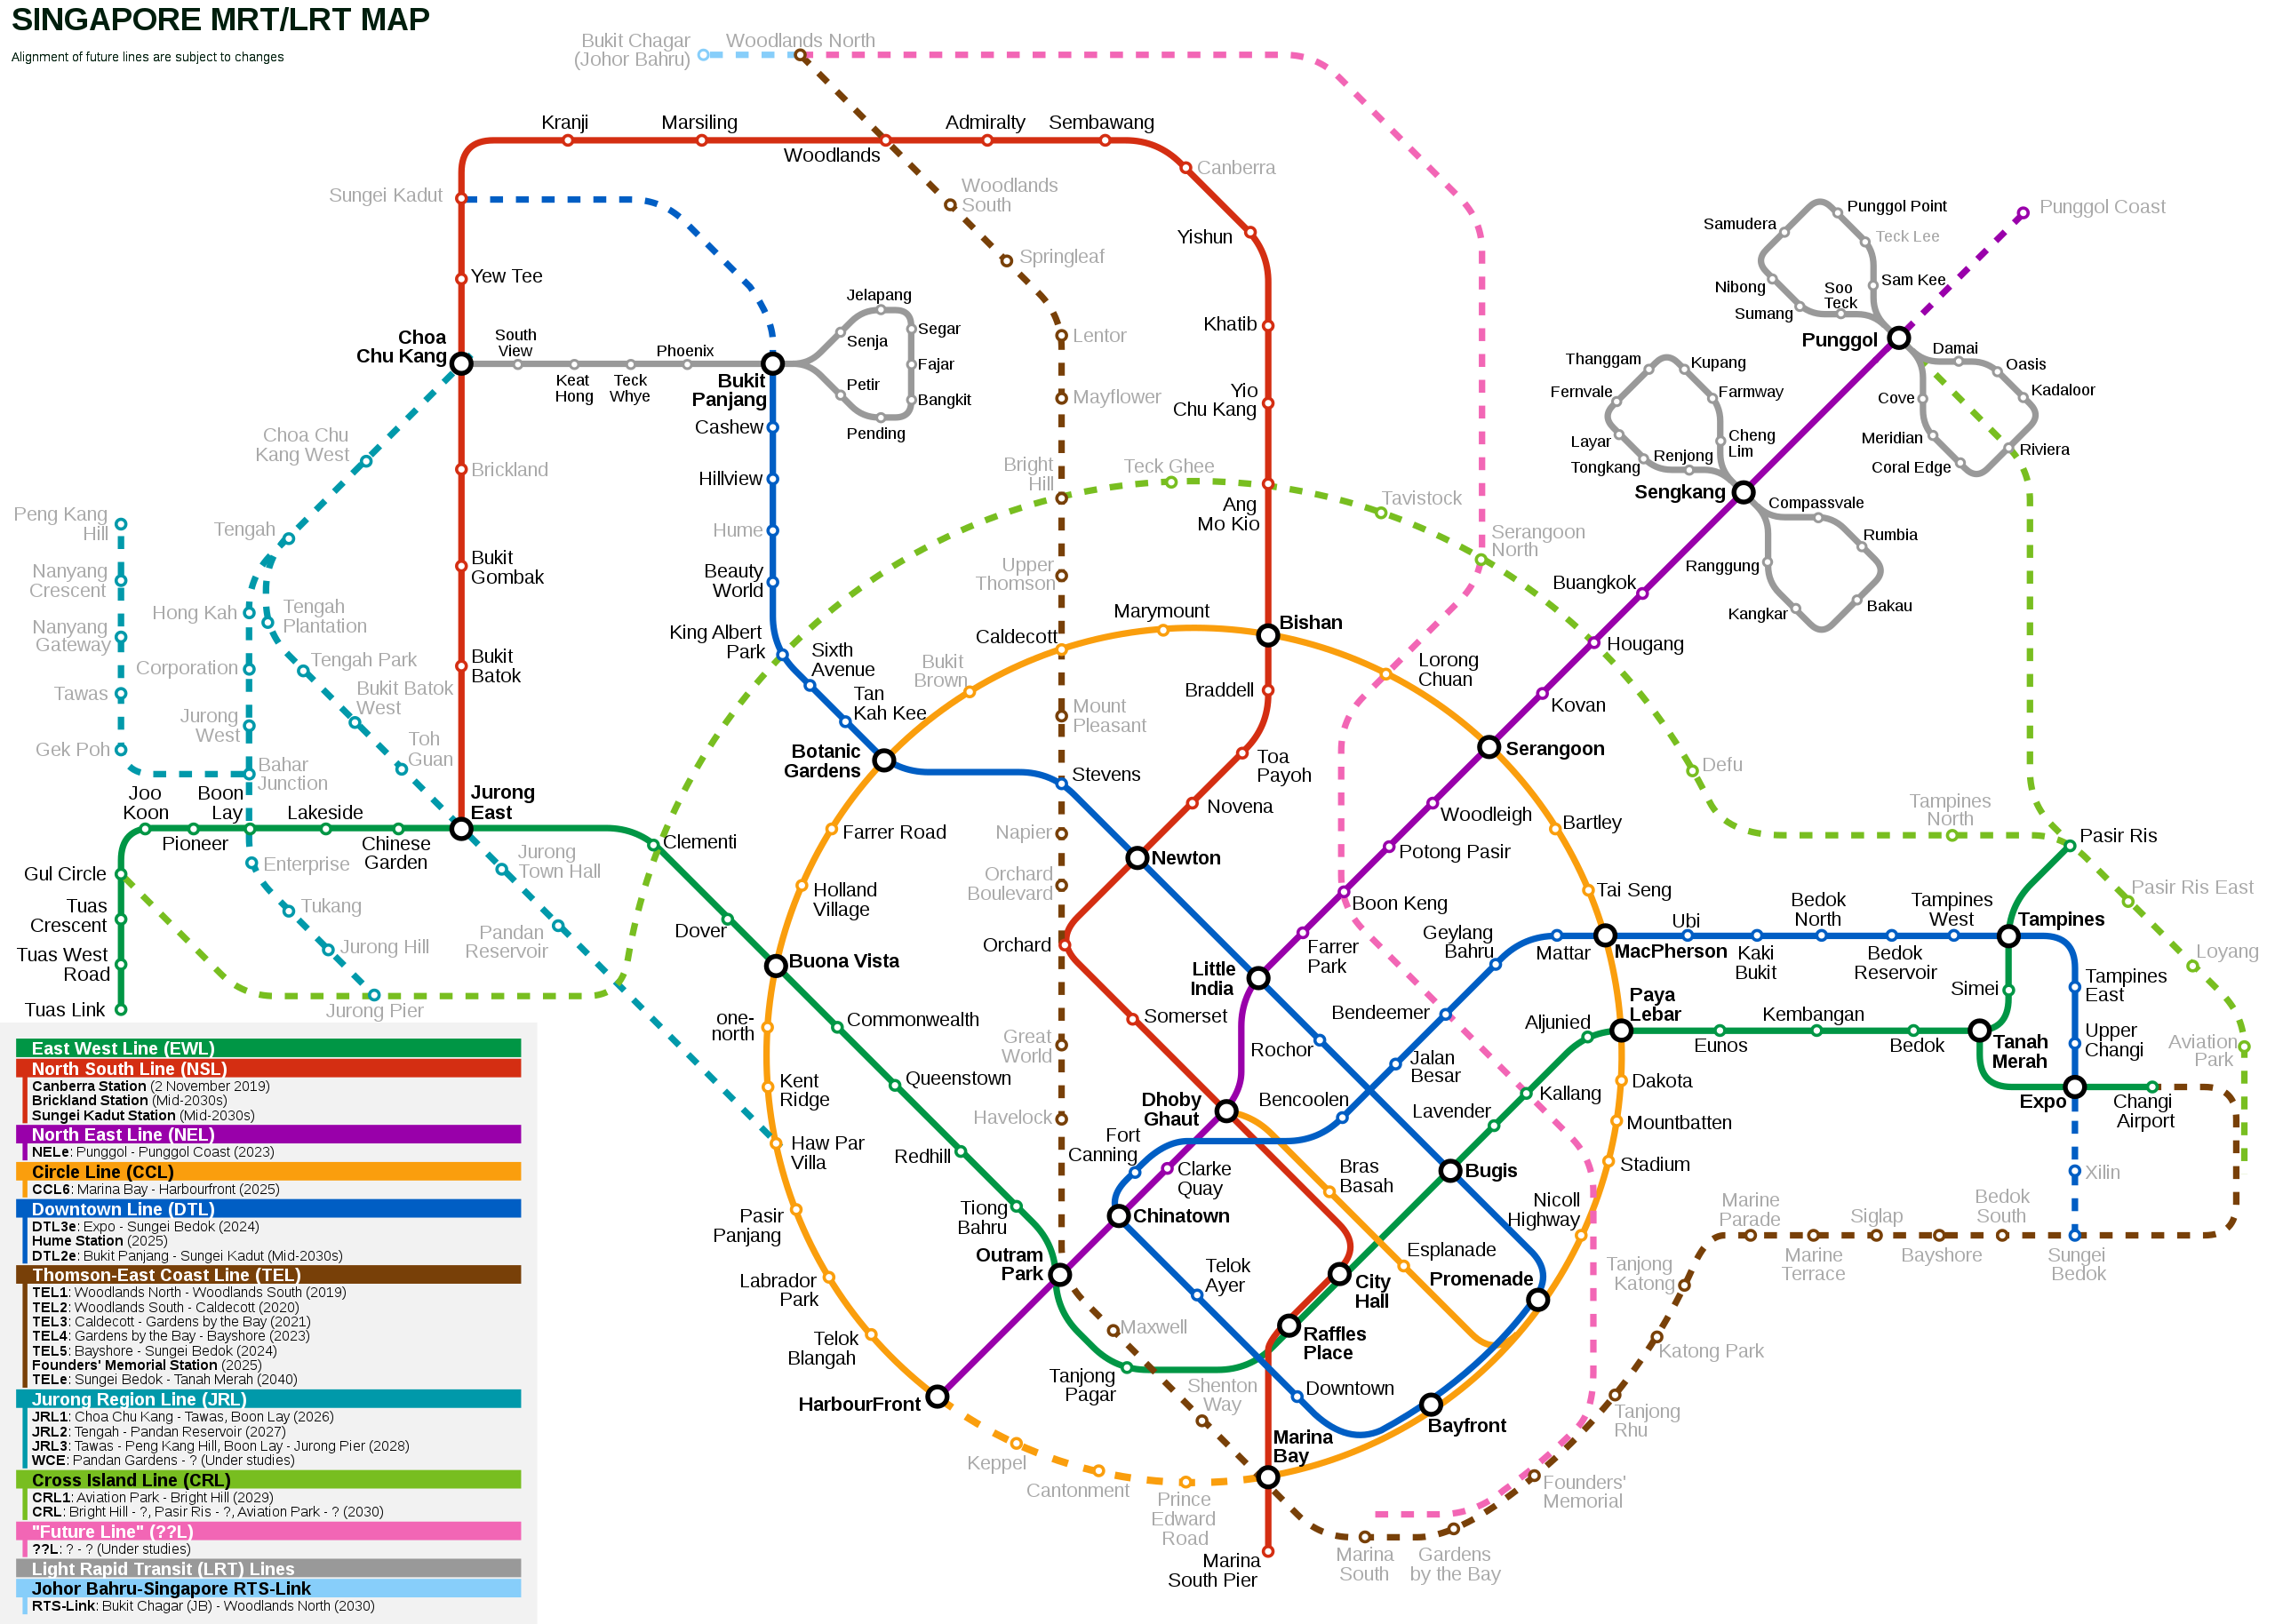 SINGAPORE MRT/LRT MAP
Alignment of future lines are subject to changes
Bukit Chagar
(Johor Bahru)
Woodlands North
Kranji
Marsiling
Woodlands
Admiralty
Sembawang
Canberra
Sungei Kadut
Woodlands
South
Springleaf
Yishun
Yew Tee
Choa
Chu Kang
South
View
Keat
Hong
Teck
Whye
Phoenix
Bukit
Panjang
Jelapang
Senja
Segar
Fajar
Petir
Bangkit
Pending
Lentor
Mayflower
Khatib
Yio
Chu Kang
Samudera
Punggol Point
Teck Lee
Nibong
Sam Kee
Soo
Teck
Sumang
Punggol
Punggol Coast
Damai
Oasis
Cove
Kadaloor
Meridian
Coral Edge
Riviera
Thanggam
Kupang
Fernvale
Farmway
Layar
Cheng
Lim
Tongkang
Renjong
Sengkang
Compassvale
Rumbia
Ranggung
Kangkar
Bakau
Cashew
Hillview
Hume
Beauty
World
King Albert
Park
Sixth
Avenue
Tan
Kah Kee
Botanic
Gardens
Choa Chu
Kang West
Brickland
Tengah
Bukit
Gombak
Bukit
Batok
Peng Kang
Hill
Nanyang
Crescent
Nanyang
Gateway
Tawas
Gek Poh
Hong Kah
Corporation
Jurong
West
Bahar
Junction
Tengah
Plantation
Tengah Park
Bukit Batok
West
Toh
Guan
Bright
Hill
Teck Ghee
Ang
Mo Kio
Tavistock
Serangoon
North
Upper
Thomson
Caldecott
Marymount
Bishan
Bukit
Brown
Mount
Pleasant
Braddell
Lorong
Chuan
Buangkok
Hougang
Kovan
Serangoon
Defu
Tampines
North
Pasir Ris
Pasir Ris East
Loyang
Aviation
Park
Joo
Koon
Pioneer
Boon
Lay
Lakeside
Chinese
Garden
Jurong
East
Gul Circle
Tuas
Crescent
Tuas West
Road
Tuas Link
Enterprise
Tukang
Jurong Hill
Jurong Pier
Jurong
Town Hall
Pandan
Reservoir
Clementi
Dover
Buona Vista
Farrer Road
Holland
Village
Stevens
Napier
Orchard
Boulevard
Orchard
Toa
Payoh
Novena
Newton
Woodleigh
Potong Pasir
Boon Keng
Farrer
Park
Little
India
Bartley
Tai Seng
Geylang
Bahru
Mattar
MacPherson
Ubi
Kaki
Bukit
Bedok
North
Bedok
Reservoir
Tampines
West
Tampines
Tampines
East
Simei
Upper
Changi
Expo
Changi
Airport
Tanah
Merah
Paya
Lebar
Eunos
Kembangan
Bedok
Aljunied
Kallang
Lavender
Bugis
Bendeemer
Jalan
Besar
Bencoolen
Rochor
Somerset
Dhoby
Ghaut
Fort
Canning
Clarke
Quay
Chinatown
Great
World
Havelock
one-
north
Kent
Ridge
Haw Par
Villa
Pasir
Panjang
Labrador
Park
Telok
Blangah
HarbourFront
Commonwealth
Queenstown
Redhill
Tiong
Bahru
Outram
Park
Maxwell
Tanjong
Pagar
Shenton
Way
Telok
Ayer
Downtown
Bras
Basah
Esplanade
Promenade
City
Hall
Raffles
Place
Bayfront
Marina
Bay
Marina
South Pier
Keppel
Cantonment
Prince
Edward
Road
Dakota
Mountbatten
Stadium
Nicoll
Highway
Marina
South
Gardens
by the Bay
Founders'
Memorial
Tanjong
Rhu
Katong Park
Tanjong
Katong
Marine
Parade
Marine
Terrace
Siglap
Bayshore
Bedok
South
Sungei
Bedok
Xilin
East West Line (EWL)
North South Line (NSL)
Canberra Station (2 November 2019)
Brickland Station (Mid-2030s)
Sungei Kadut Station (Mid-2030s)
North East Line (NEL)
NELe: Punggol - Punggol Coast (2023)
Circle Line (CCL)
CCL6: Marina Bay - Harbourfront (2025)
Downtown Line (DTL)
DTL3e: Expo - Sungei Bedok (2024)
Hume Station (2025)
DTL2e: Bukit Panjang - Sungei Kadut (Mid-2030s)
Thomson-East Coast Line (TEL)
TEL1: Woodlands North - Woodlands South (2019)
TEL2: Woodlands South - Caldecott (2020)
TEL3: Caldecott - Gardens by the Bay (2021)
TEL4: Gardens by the Bay - Bayshore (2023)
TEL5: Bayshore - Sungei Bedok (2024)
Founders' Memorial Station (2025)
TELe: Sungei Bedok - Tanah Merah (2040)
Jurong Region Line (JRL)
JRL1: Choa Chu Kang - Tawas, Boon Lay (2026)
JRL2: Tengah - Pandan Reservoir (2027)
JRL3: Tawas - Peng Kang Hill, Boon Lay - Jurong Pier (2028)
WCE: Pandan Gardens - ? (Under studies)
Cross Island Line (CRL)
CRL1: Aviation Park - Bright Hill (2029)
CRL: Bright Hill - ?, Pasir Ris - ?, Aviation Park - ? (2030)
"Future Line" (??L)
??L: ? - ? (Under studies)
Light Rapid Transit (LRT) Lines
Johor Bahru-Singapore RTS-Link
RTS-Link: Bukit Chagar (JB) - Woodlands North (2030)